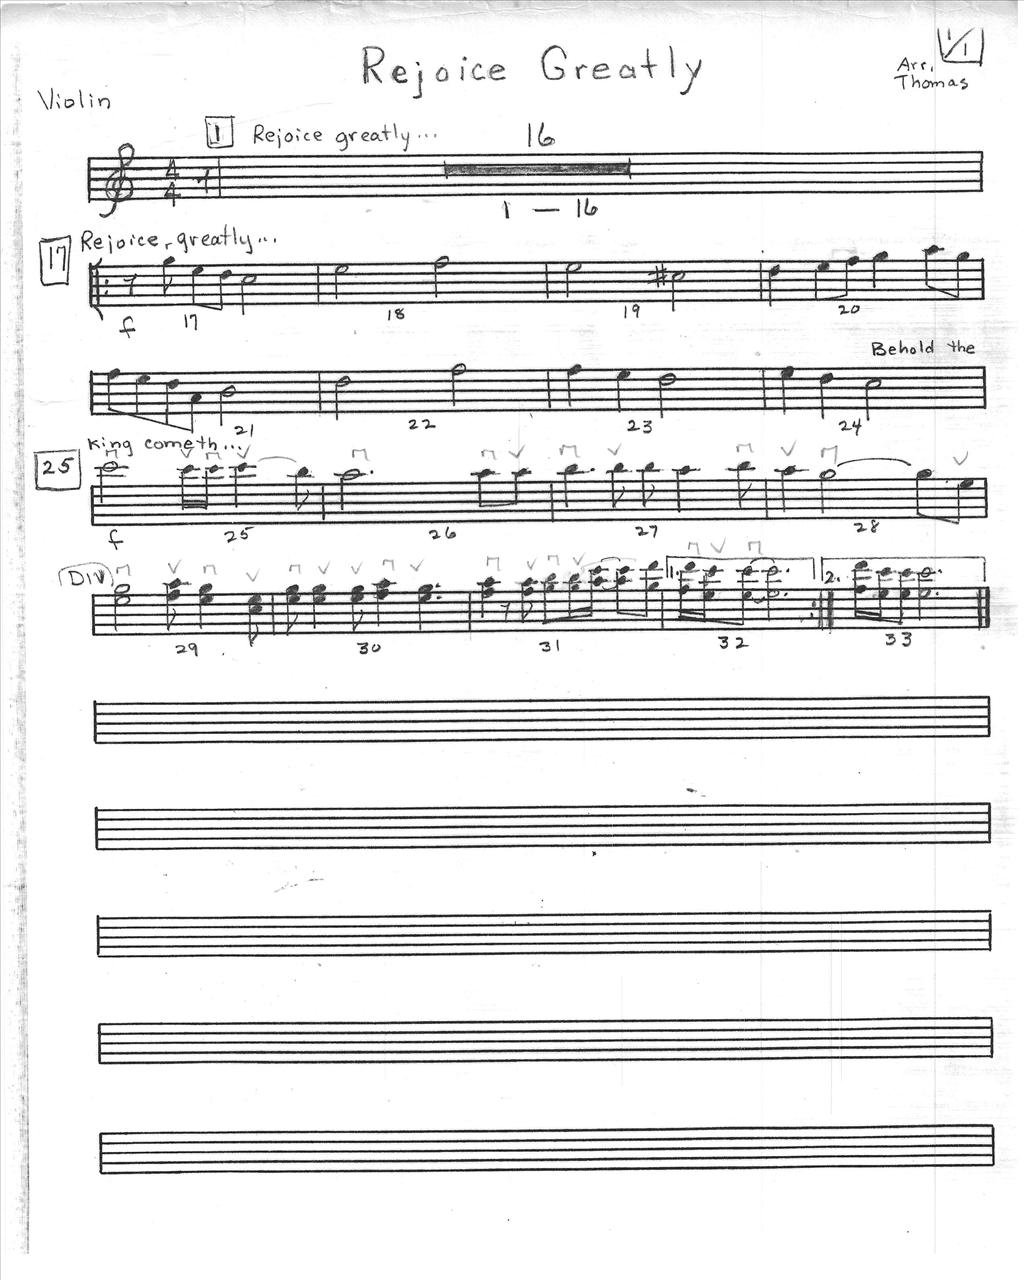 1/1
Rejoice Greatly
Arr. Thomas
Violin
1 Rejoice greatly... 16
4/4
1 — 16
17 Rejoice greatly...
f 17 18 19 20
Behold the
21 22 23 24
King cometh...
25
f 25 26 27 28
Div 1. 2.
29 30 31 32 33